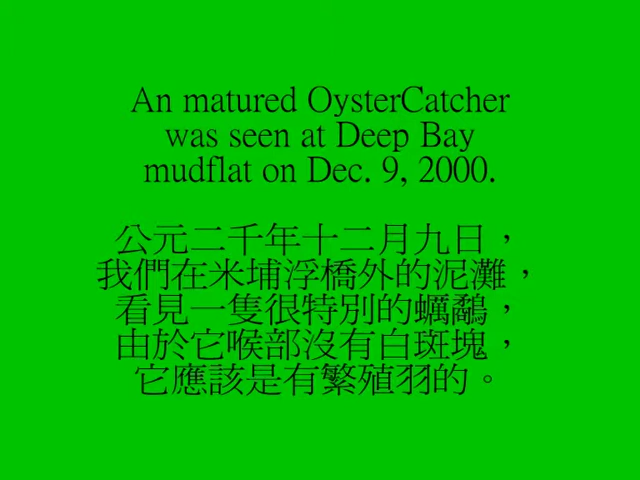 An matured OysterCatcher
was seen at Deep Bay
mudflat on Dec. 9, 2000.
公元二千年十二月九日，
我們在米埔浮橋外的泥灘，
看見一隻很特別的蠣鷸，
由於它喉部沒有白斑塊，
它應該是有繁殖羽的。